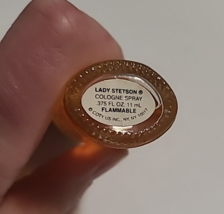 LADY STETSON ®
COLOGNE SPRAY
.375 FL OZ. 11 mL
FLAMMABLE
© COTY US INC., NY, NY 10017